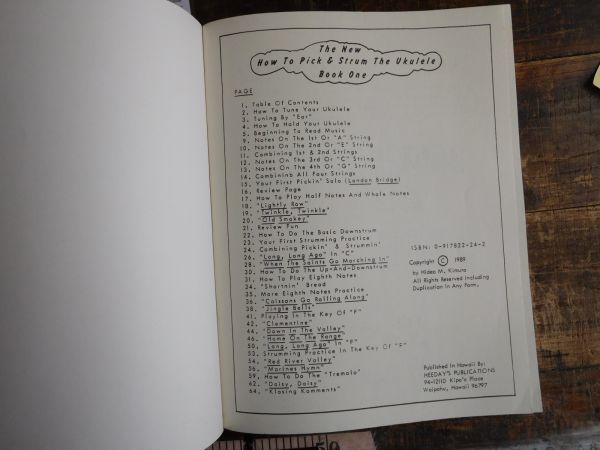 The New
How To Pick & Strum The Ukulele
Book One
PAGE
1. Table Of Contents
2. How To Tune Your Ukulele
3. Tuning By "Ear"
4. How To Hold Your Ukulele
5. Beginning To Read Music
9. Notes On The 1st Or "A" String
10. Notes On The 2nd Or "E" String
11. Combining 1st & 2nd Strings
12. Notes On The 3rd Or "C" String
13. Notes On The 4th Or "G" String
14. Combininb All Four Strings
15. Your First Pickin' Solo (London Bridge)
16. Review Page
17. How To Play Half Notes And Whole Notes
18. "Lightly Row"
19. "Twinkle, Twinkle"
20. "Old Smokey"
21. Review Fun
22. How To Do The Basic Downstrum
23. Your First Strumming Practice
24. Combining Pickin' & Strummin'
26. "Long, Long Ago" In "C"
28. "When The Saints Go Marching In"
30. How To Do The Up-And-Downstrum
31. How To Play Eighth Notes
34. "Shortnin' Bread
35. More Eighth Notes Practice
36. "Caissons Go Rolling Along"
38. "Jingle Bells"
41. Playing In The Key Of "F"
42. "Clementine"
44. "Down In The Valley"
46. "Home On The Range"
50. "Long, Long Ago" In "F"
53. Strumming Practice In The Key Of "F"
54. "Red River Valley"
56. "Marines Hymn"
59. How To Do The "Tremolo"
62. "Daisy, Daisy"
64. "Klosing Komments"
ISBN: 0-917822-24-2
Copyright © 1989
by Hideo M. Kimura
All Rights Reserved Including
Duplication In Any Form.
Published In Hawaii By:
HEEDAY'S PUBLICATIONS
94-1211O Kipa'a Place
Waipahu, Hawaii 96797